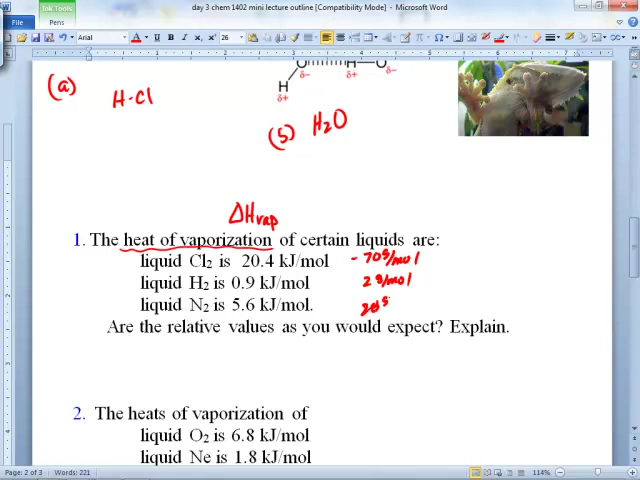 Ink Tools
day 3 chem 1402 mini lecture outline [Compatibility Mode] - Microsoft Word
File Pens
Arial 26
(a) H-Cl
H O
H
δ+ δ− δ+ δ−
(5) H2O
ΔHvap
1. The heat of vaporization of certain liquids are:
liquid Cl2 is 20.4 kJ/mol - 70 g/mol
liquid H2 is 0.9 kJ/mol 2 g/mol
liquid N2 is 5.6 kJ/mol.
Are the relative values as you would expect? Explain.
2. The heats of vaporization of
liquid O2 is 6.8 kJ/mol
liquid Ne is 1.8 kJ/mol
Page: 2 of 3 Words: 221 114%